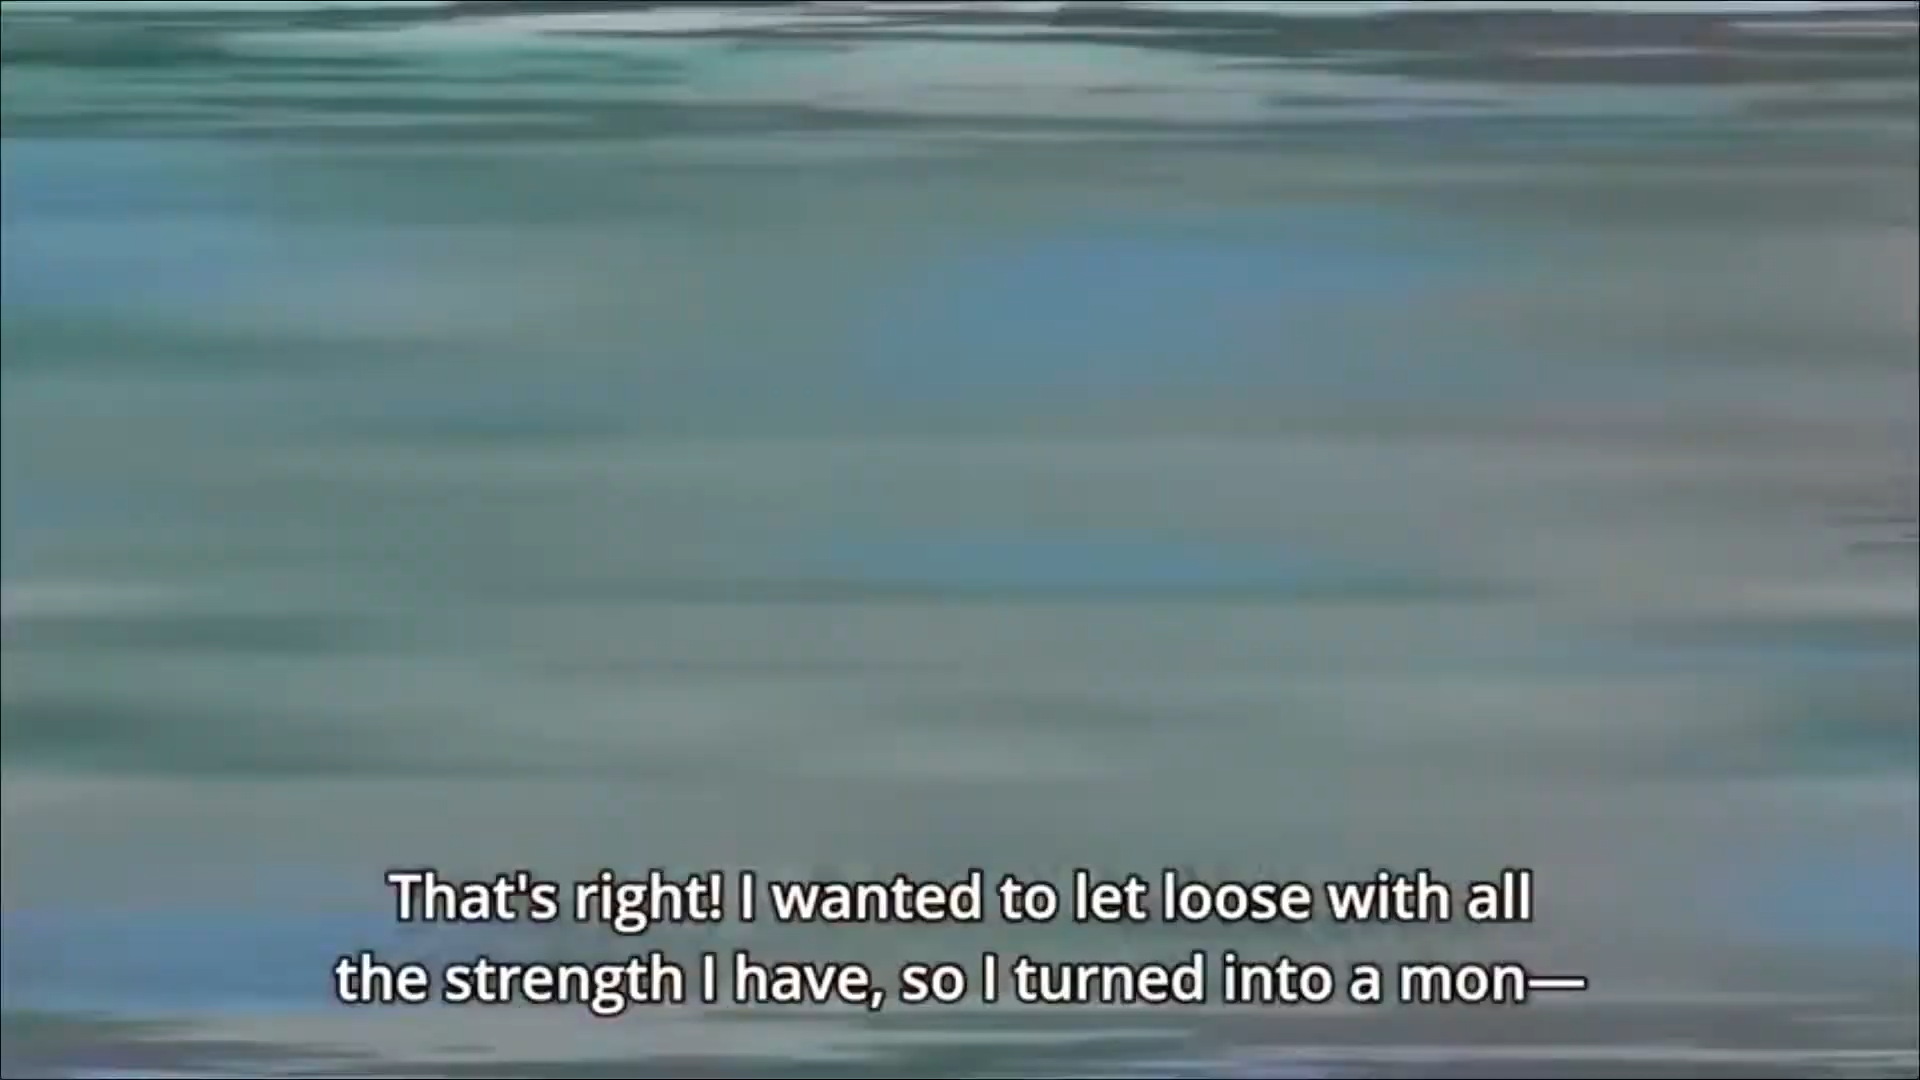 That's right! I wanted to let loose with all
the strength I have, so I turned into a mon—